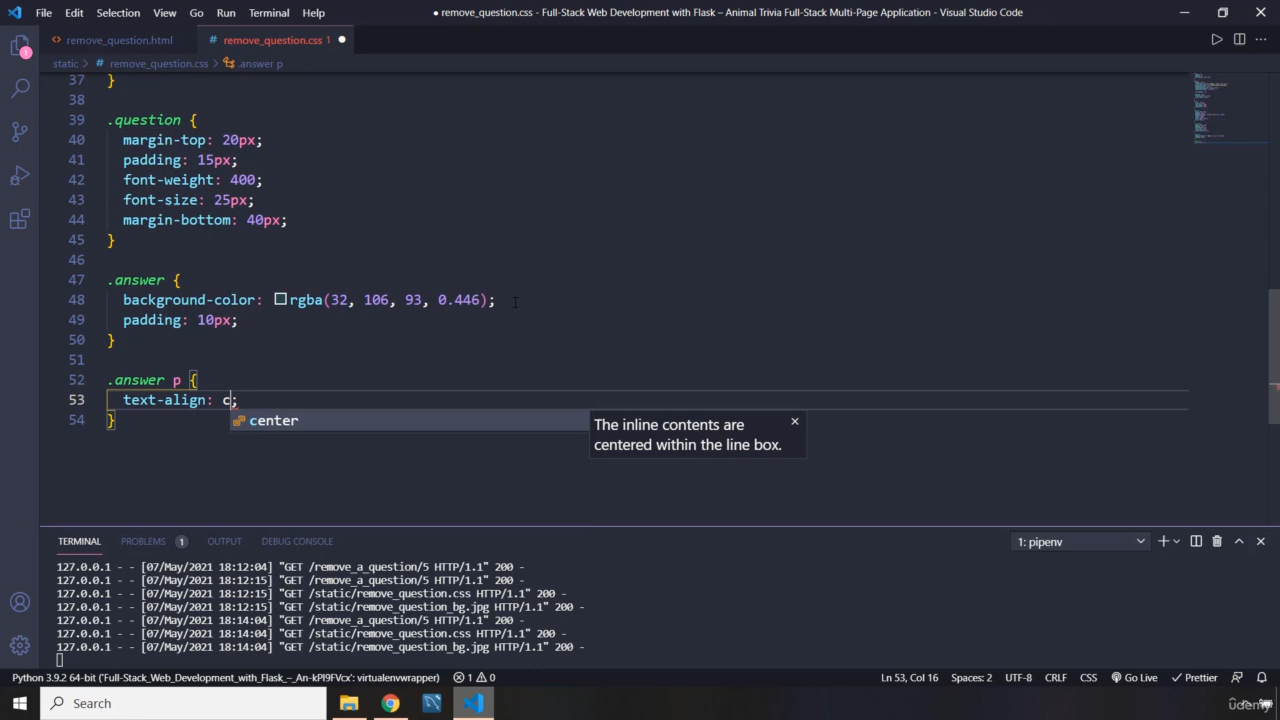 File Edit Selection View Go Run Terminal Help
● remove_question.css - Full-Stack Web Development with Flask – Animal Trivia Full-Stack Multi-Page Application - Visual Studio Code
<> remove_question.html
# remove_question.css 1 ●
static > # remove_question.css > .answer p
1
37 }
38
39 .question {
40 margin-top: 20px;
41 padding: 15px;
42 font-weight: 400;
43 font-size: 25px;
44 margin-bottom: 40px;
45 }
46
47 .answer {
48 background-color: rgba(32, 106, 93, 0.446);
49 padding: 10px;
50 }
51
52 .answer p {
53 text-align: c;
54 }
center
The inline contents are
centered within the line box.
TERMINAL PROBLEMS 1 OUTPUT DEBUG CONSOLE
1: pipenv
127.0.0.1 - - [07/May/2021 18:12:04] "GET /remove_a_question/5 HTTP/1.1" 200 -
127.0.0.1 - - [07/May/2021 18:12:15] "GET /remove_a_question/5 HTTP/1.1" 200 -
127.0.0.1 - - [07/May/2021 18:12:15] "GET /static/remove_question.css HTTP/1.1" 200 -
127.0.0.1 - - [07/May/2021 18:12:15] "GET /static/remove_question_bg.jpg HTTP/1.1" 200 -
127.0.0.1 - - [07/May/2021 18:14:04] "GET /remove_a_question/5 HTTP/1.1" 200 -
127.0.0.1 - - [07/May/2021 18:14:04] "GET /static/remove_question.css HTTP/1.1" 200 -
127.0.0.1 - - [07/May/2021 18:14:04] "GET /static/remove_question_bg.jpg HTTP/1.1" 200 -
Python 3.9.2 64-bit ('Full-Stack_Web_Development_with_Flask_–_An-kPl9FVcx': virtualenvwrapper) 1 0
Ln 53, Col 16 Spaces: 2 UTF-8 CRLF CSS Go Live Prettier
Search
Udemy